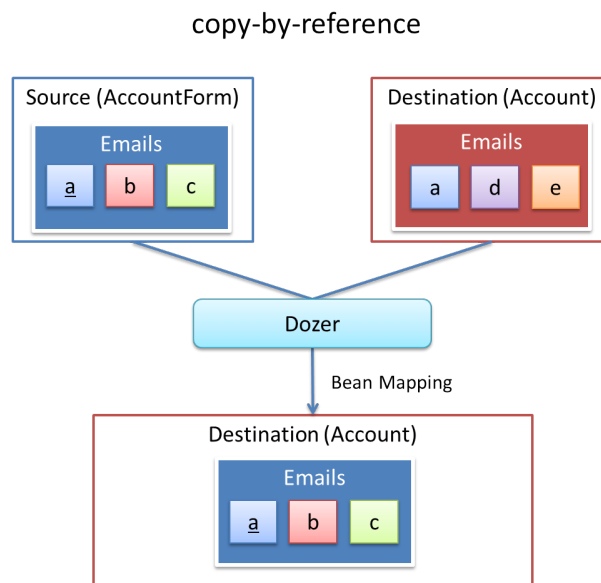 copy-by-reference
Source (AccountForm)
Emails
a b c
Destination (Account)
Emails
a d e
Dozer
Bean Mapping
Destination (Account)
Emails
a b c